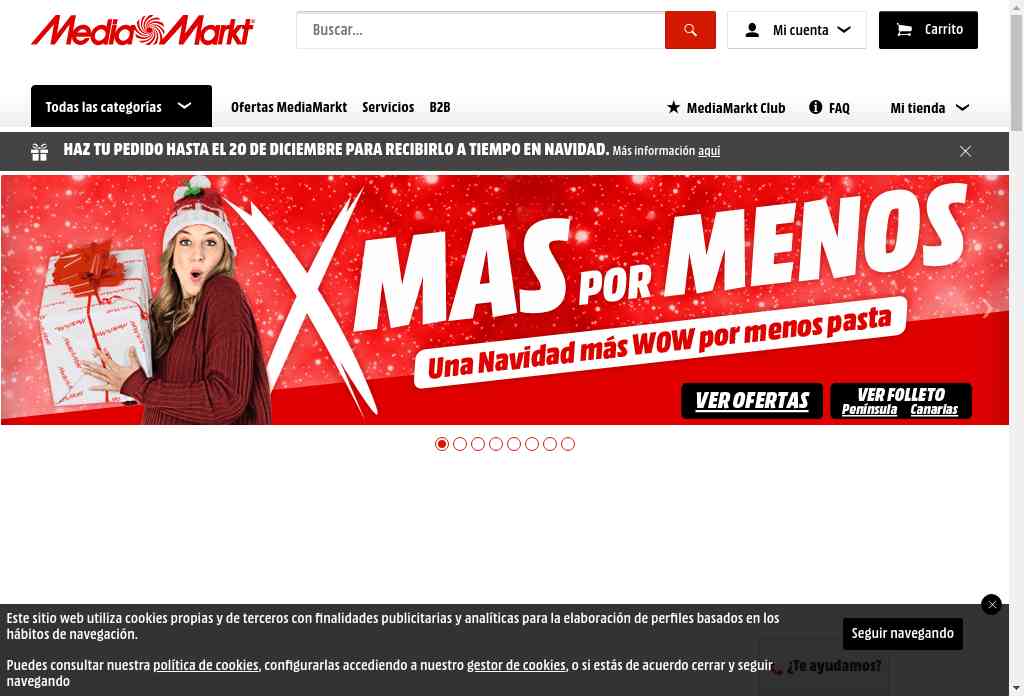 Media Markt
Buscar...
Mi cuenta
Carrito
Todas las categorías
Ofertas MediaMarkt
Servicios
B2B
MediaMarkt Club
FAQ
Mi tienda
HAZ TU PEDIDO HASTA EL 20 DE DICIEMBRE PARA RECIBIRLO A TIEMPO EN NAVIDAD. Más información aquí
XMAS POR MENOS
Una Navidad más WOW por menos pasta
VER OFERTAS
VER FOLLETO
Península Canarias
Este sitio web utiliza cookies propias y de terceros con finalidades publicitarias y analíticas para la elaboración de perfiles basados en los
hábitos de navegación.
Seguir navegando
Puedes consultar nuestra política de cookies, configurarlas accediendo a nuestro gestor de cookies, o si estás de acuerdo cerrar y seguir
navegando
¿Te ayudamos?